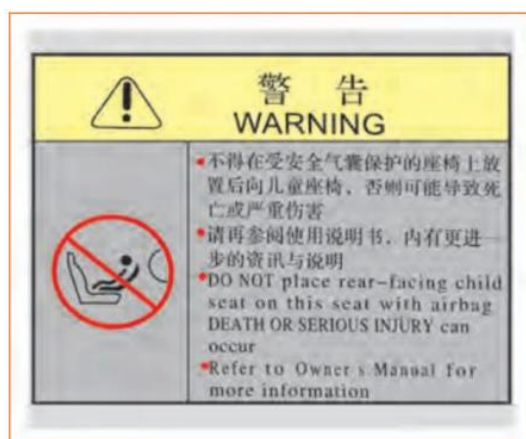 警 告
WARNING
•不得在受安全气囊保护的座椅上放
置后向儿童座椅，否则可能导致死
亡或严重伤害
•请再参阅使用说明书，内有更进一
步的资讯与说明
•DO NOT place rear-facing child
seat on this seat with airbag
DEATH OR SERIOUS INJURY can
occur
•Refer to Owner s Manual for
more information